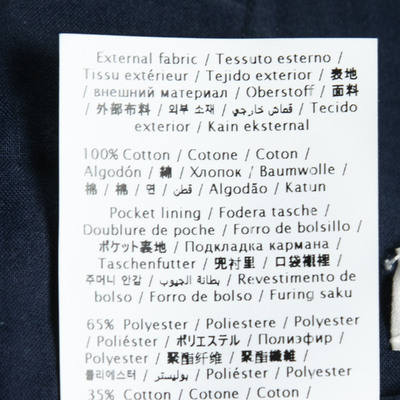 External fabric / Tessuto esterno /
Tissu extérieur / Tejido exterior / 表地
/ внешний материал / Oberstoff / 面料
/ 外部布料 / 외부 소재 / قماش خارجي / Tecido
exterior / Kain eksternal
100% Cotton / Cotone / Coton /
Algodón / 綿 / Хлопок / Baumwolle /
棉 / 棉 / 면 / قطن / Algodão / Katun
Pocket lining / Fodera tasche /
Doublure de poche / Forro de bolsillo /
ポケット裏地 / Подкладка кармана /
Taschenfutter / 兜衬里 / 口袋襯裡 /
주머니 안감 / بطانة الجيوب / Revestimento de
bolso / Forro de bolso / Furing saku
65% Polyester / Poliestere / Polyester
/ Poliéster / ポリエステル / Полиэфир /
Polyester / 聚酯纤维 / 聚酯纖維 /
폴리에스터 / بوليستر / Poliéster / Polyester
35% Cotton / Cotone / Coton /